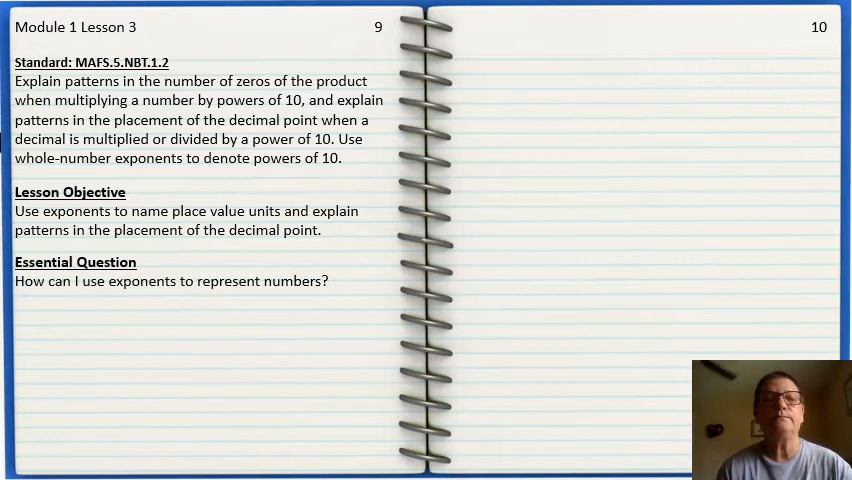 Module 1 Lesson 3 9
Standard: MAFS.5.NBT.1.2
Explain patterns in the number of zeros of the product
when multiplying a number by powers of 10, and explain
patterns in the placement of the decimal point when a
decimal is multiplied or divided by a power of 10. Use
whole-number exponents to denote powers of 10.
Lesson Objective
Use exponents to name place value units and explain
patterns in the placement of the decimal point.
Essential Question
How can I use exponents to represent numbers?
10